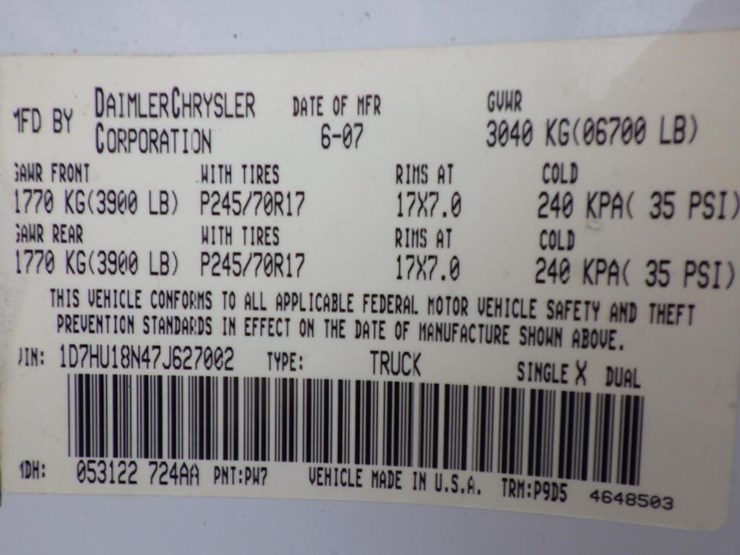 MFD BY DAIMLERCHRYSLER CORPORATION DATE OF MFR 6-07 GVWR 3040 KG(06700 LB)
GAWR FRONT WITH TIRES RIMS AT COLD
1770 KG(3900 LB) P245/70R17 17X7.0 240 KPA( 35 PSI)
GAWR REAR WITH TIRES RIMS AT COLD
1770 KG(3900 LB) P245/70R17 17X7.0 240 KPA( 35 PSI)
THIS VEHICLE CONFORMS TO ALL APPLICABLE FEDERAL MOTOR VEHICLE SAFETY AND THEFT
PREVENTION STANDARDS IN EFFECT ON THE DATE OF MANUFACTURE SHOWN ABOVE.
VIN: 1D7HU18N47J627002 TYPE: TRUCK SINGLE X DUAL
MDH: 053122 724AA PNT:PW7 VEHICLE MADE IN U.S.A. TRM:P9D5 4648503